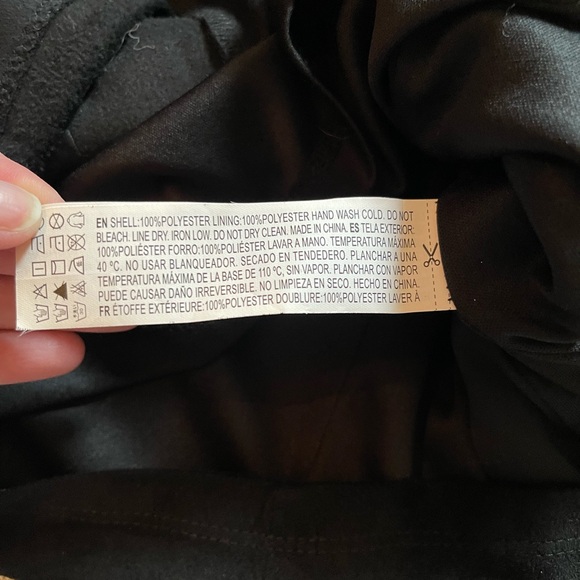 EN SHELL:100%POLYESTER LINING:100%POLYESTER HAND WASH COLD. DO NOT
BLEACH. LINE DRY. IRON LOW. DO NOT DRY CLEAN. MADE IN CHINA. ES TELA EXTERIOR:
100%POLIÉSTER FORRO:100%POLIÉSTER LAVAR A MANO. TEMPERATURA MÁXIMA
40 °C. NO USAR BLANQUEADOR. SECADO EN TENDEDERO. PLANCHAR A UNA
TEMPERATURA MÁXIMA DE LA BASE DE 110 °C, SIN VAPOR. PLANCHAR CON VAPOR
PUEDE CAUSAR DAÑO IRREVERSIBLE. NO LIMPIEZA EN SECO. HECHO EN CHINA.
FR ÉTOFFE EXTÉRIEURE:100%POLYESTER DOUBLURE:100%POLYESTER LAVER À